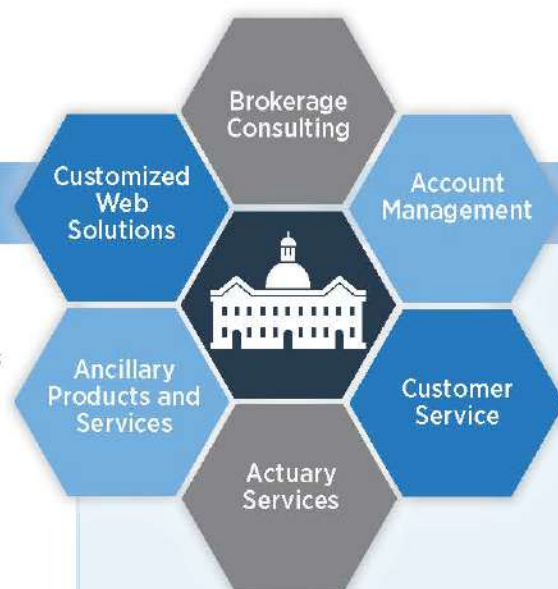 Brokerage
Consulting
Customized
Web
Solutions
Account
Management
Ancillary
Products and
Services
Customer
Service
Actuary
Services